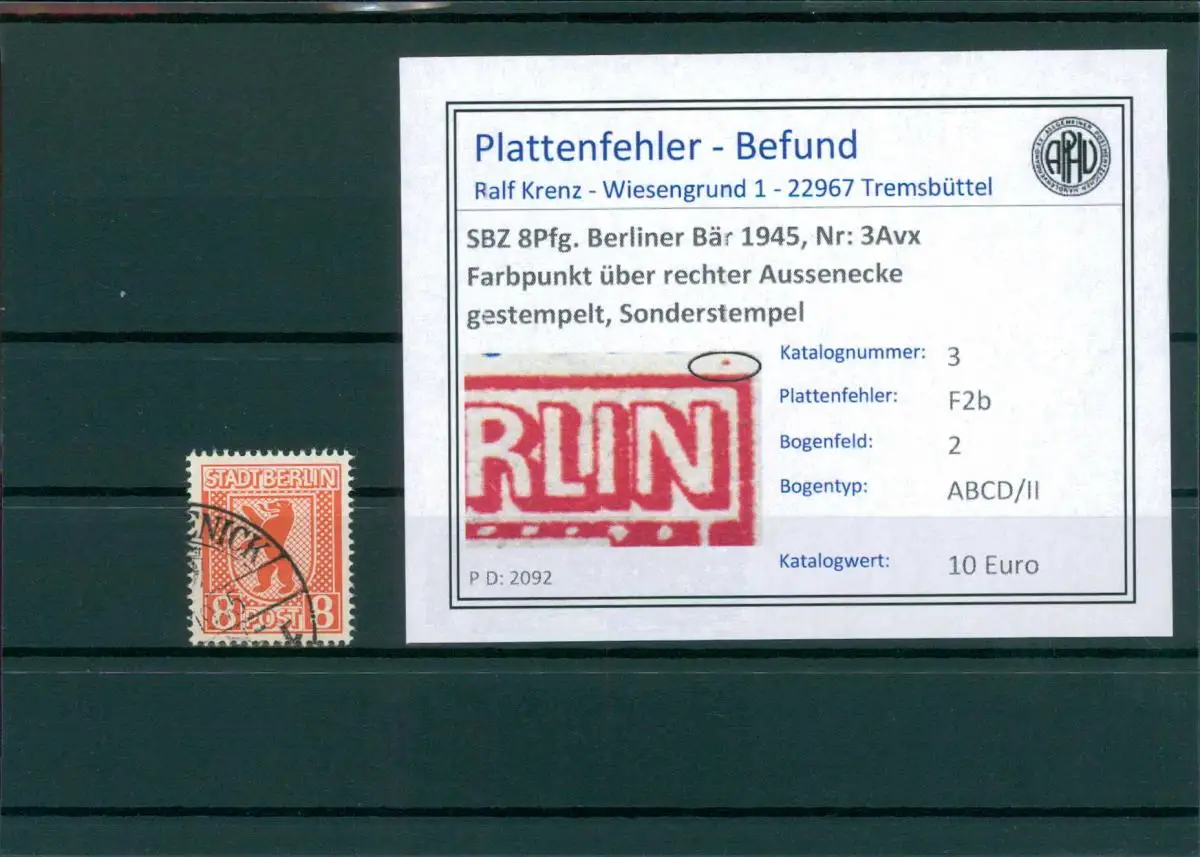 Plattenfehler - Befund
Ralf Krenz - Wiesengrund 1 - 22967 Tremsbüttel
APHV
SBZ 8Pfg. Berliner Bär 1945, Nr: 3Avx
Farbpunkt über rechter Aussenecke
gestempelt, Sonderstempel
RLIN
Katalognummer: 3
Plattenfehler: F2b
Bogenfeld: 2
Bogentyp: ABCD/II
Katalogwert: 10 Euro
P D: 2092
STADT BERLIN
ENICK
8 POST 8